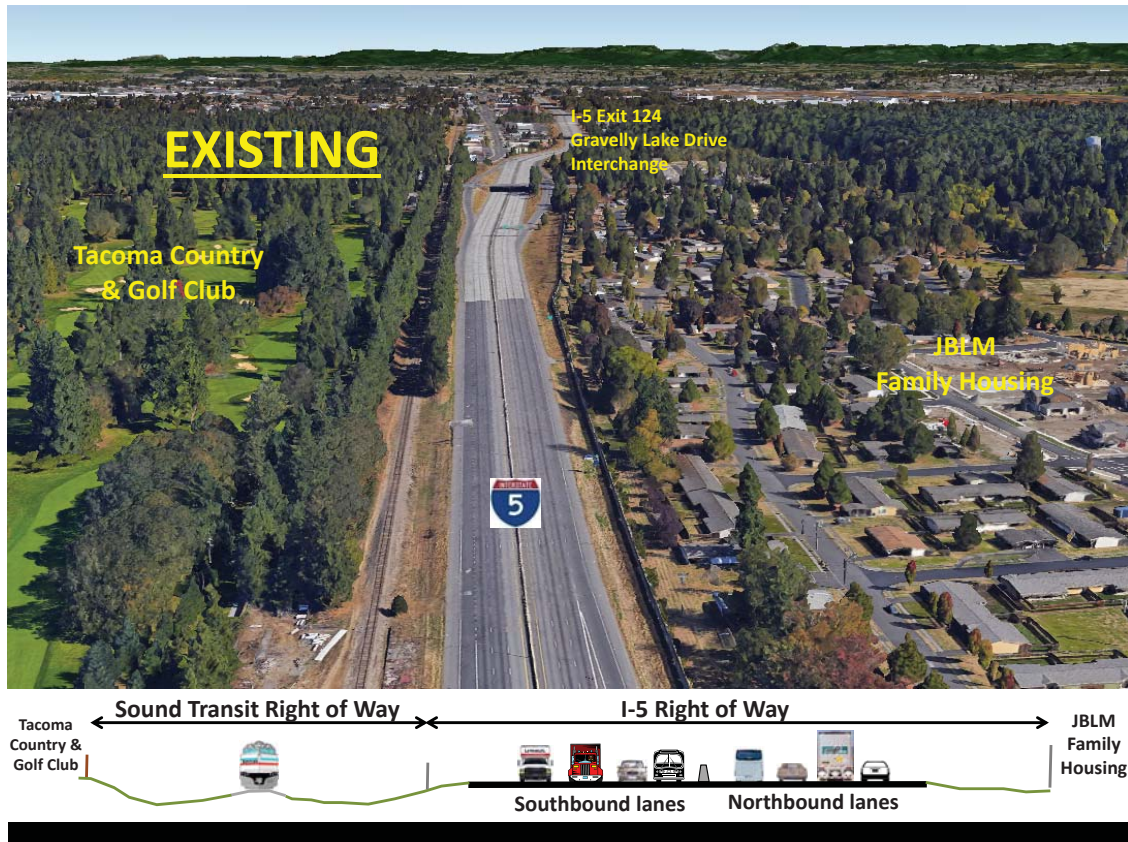 I-5 Exit 124
Gravelly Lake Drive
Interchange
EXISTING
Tacoma Country
& Golf Club
JBLM
Family Housing
INTERSTATE
5
Sound Transit Right of Way
I-5 Right of Way
Tacoma
Country &
Golf Club
JBLM
Family
Housing
Southbound lanes
Northbound lanes